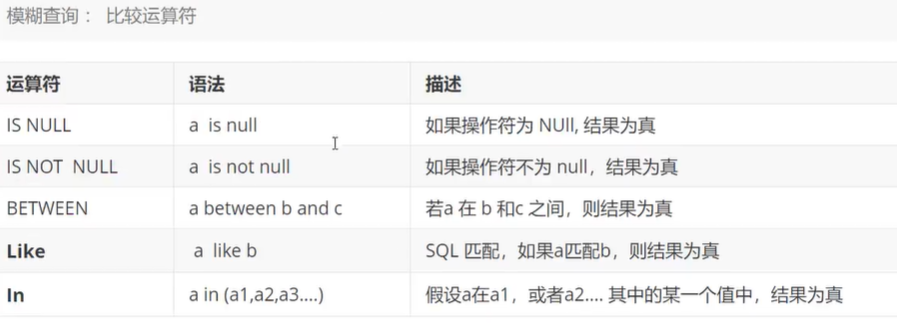 模糊查询： 比较运算符
运算符 语法 描述
IS NULL a is null 如果操作符为 NUll, 结果为真
IS NOT NULL a is not null 如果操作符不为 null，结果为真
BETWEEN a between b and c 若a 在 b 和c 之间，则结果为真
Like a like b SQL 匹配，如果a匹配b，则结果为真
In a in (a1,a2,a3....) 假设a在a1，或者a2.... 其中的某一个值中，结果为真